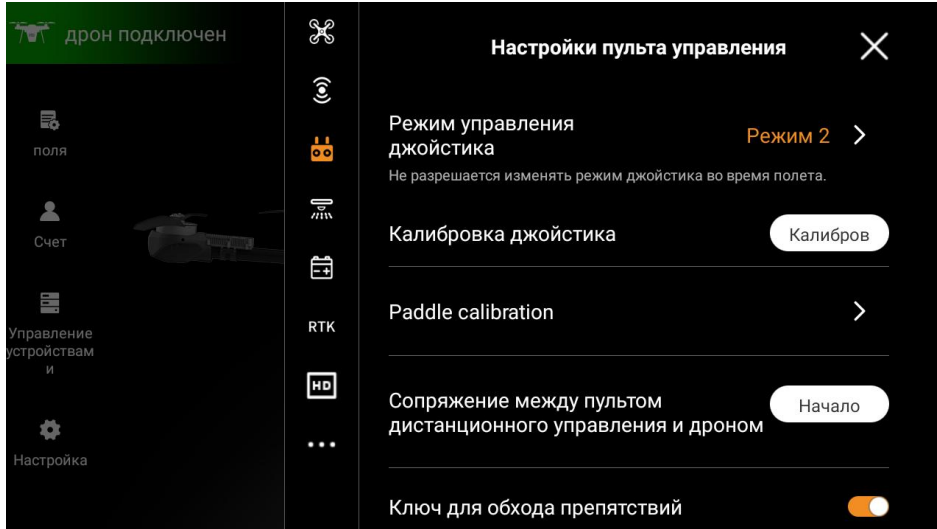 дрон подключен
поля
Счет
Управление
устройствам
и
Настройка
RTK
HD
Настройки пульта управления
Режим управления
джойстика
Режим 2
Не разрешается изменять режим джойстика во время полета.
Калибровка джойстика
Калибров
Paddle calibration
Сопряжение между пультом
дистанционного управления и дроном
Начало
Ключ для обхода препятствий